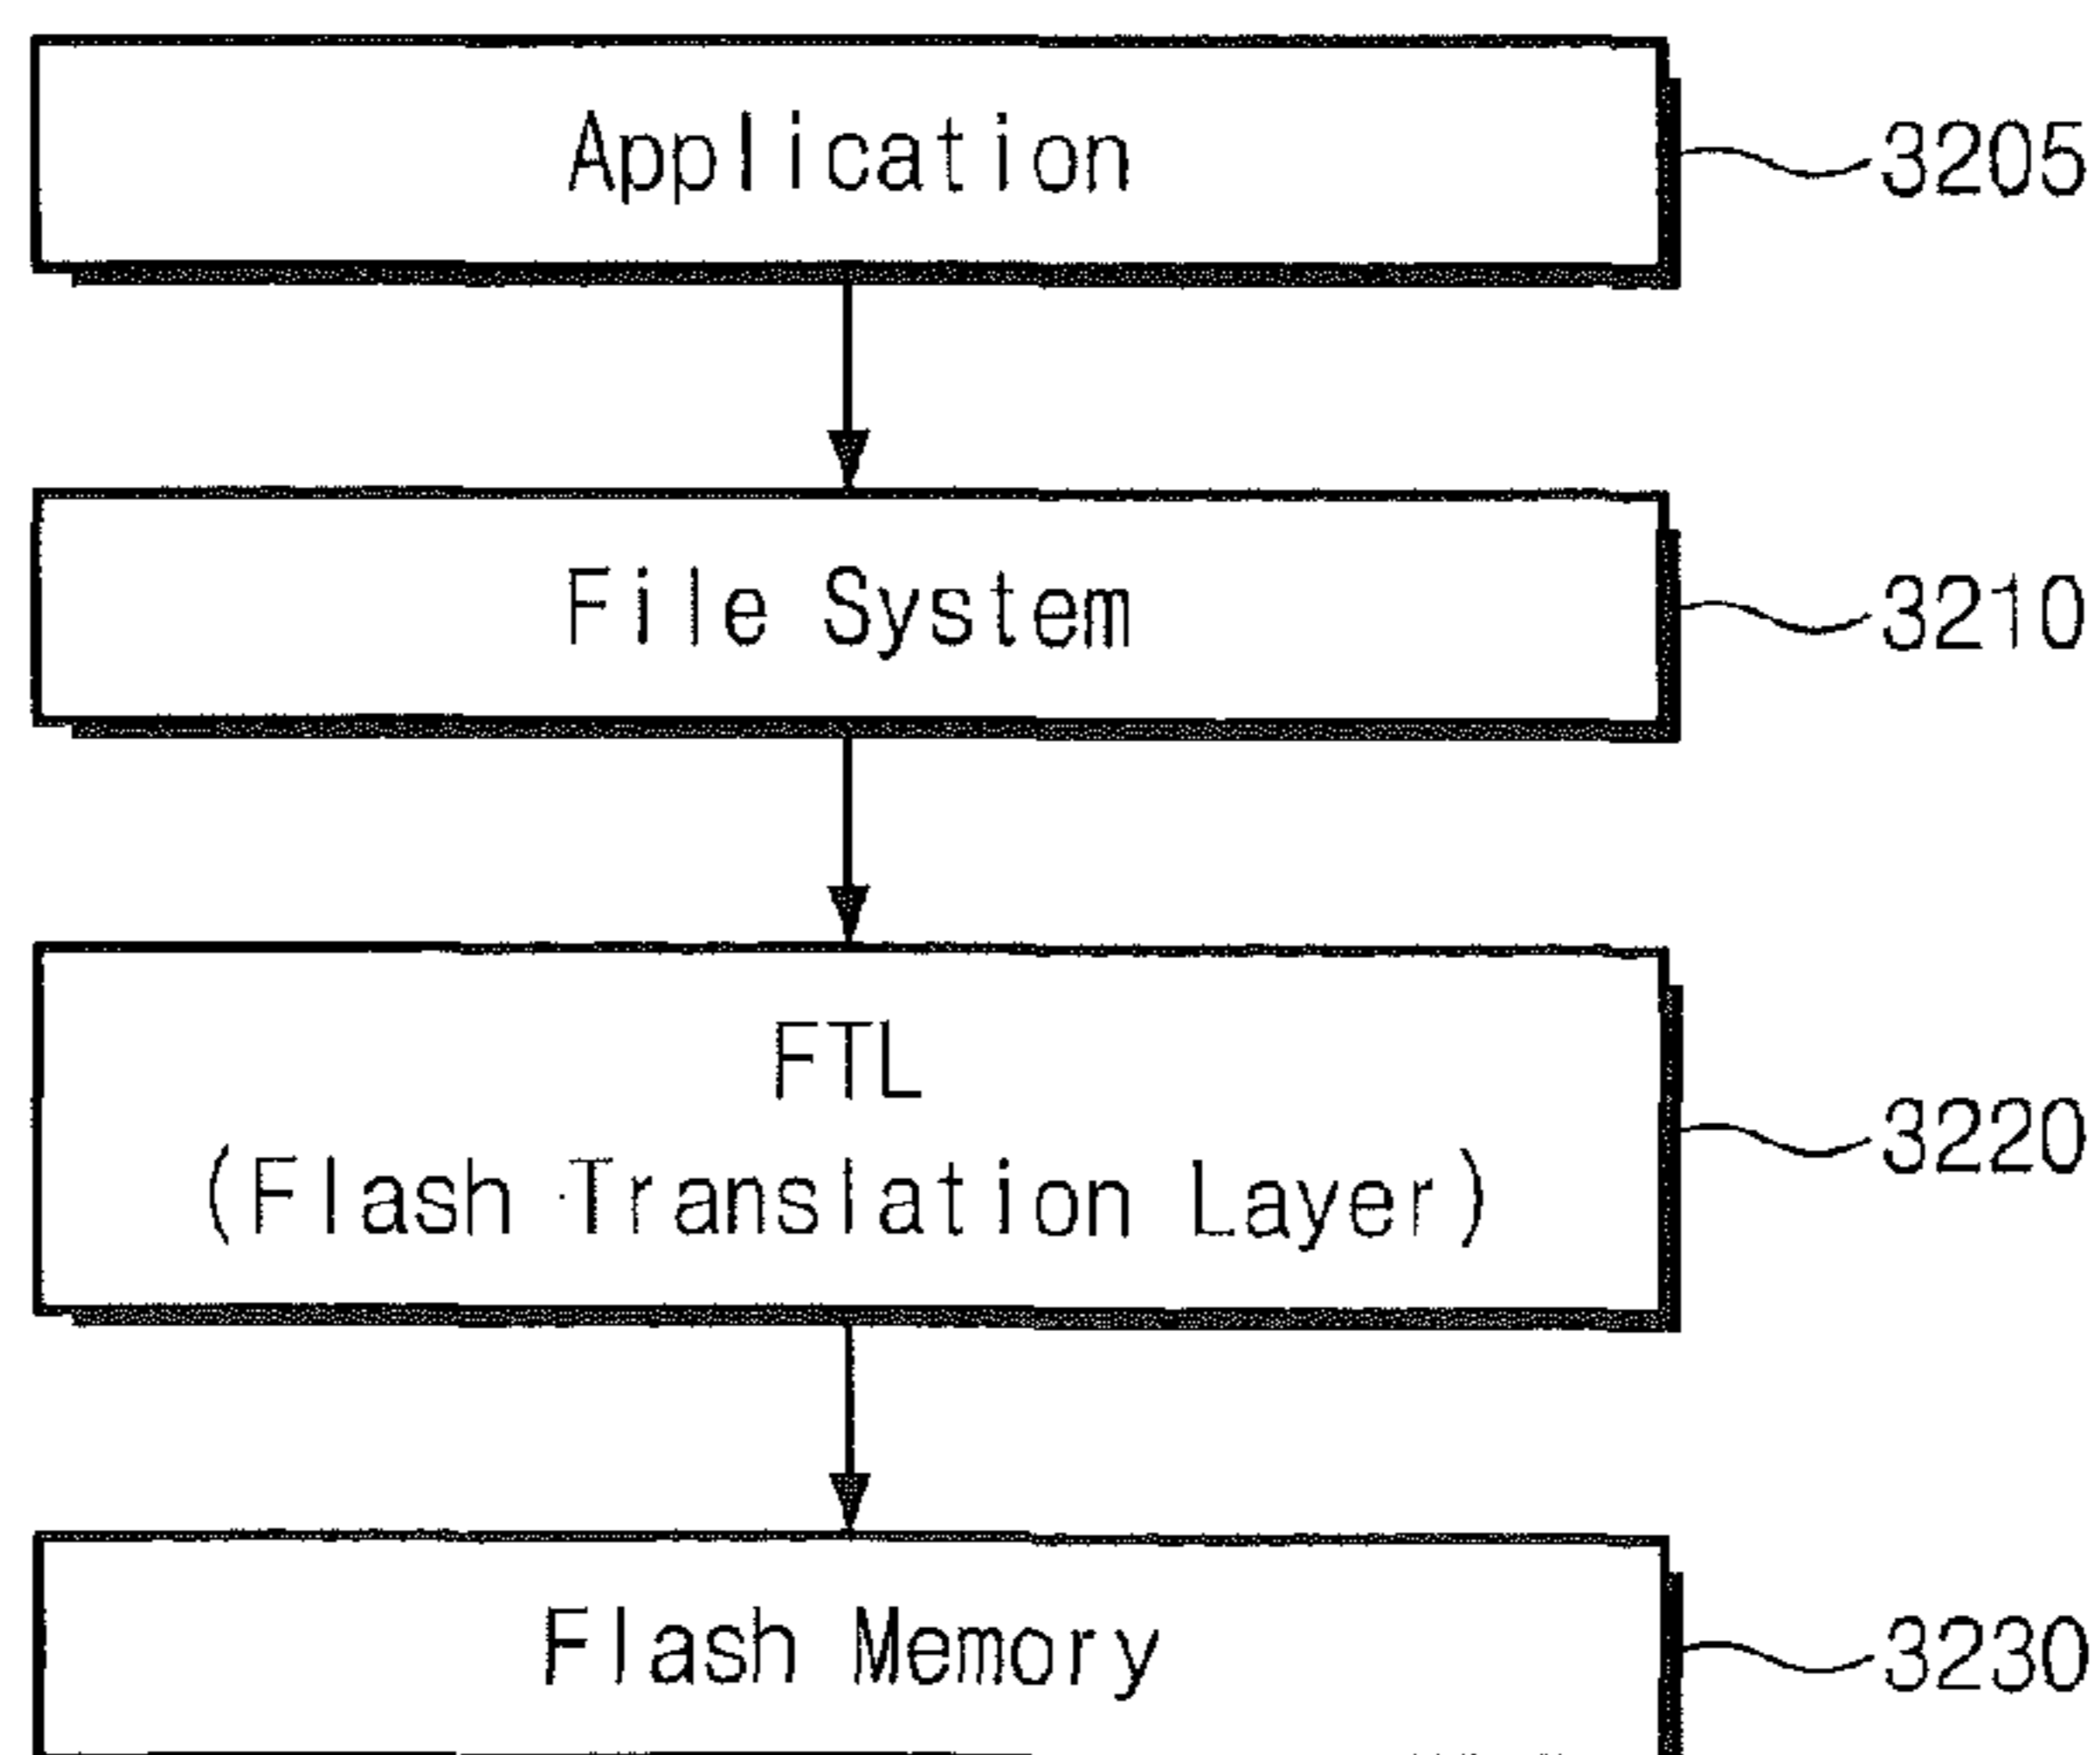 Application
3205
File System
3210
FTL
(Flash Translation Layer)
3220
Flash Memory
3230